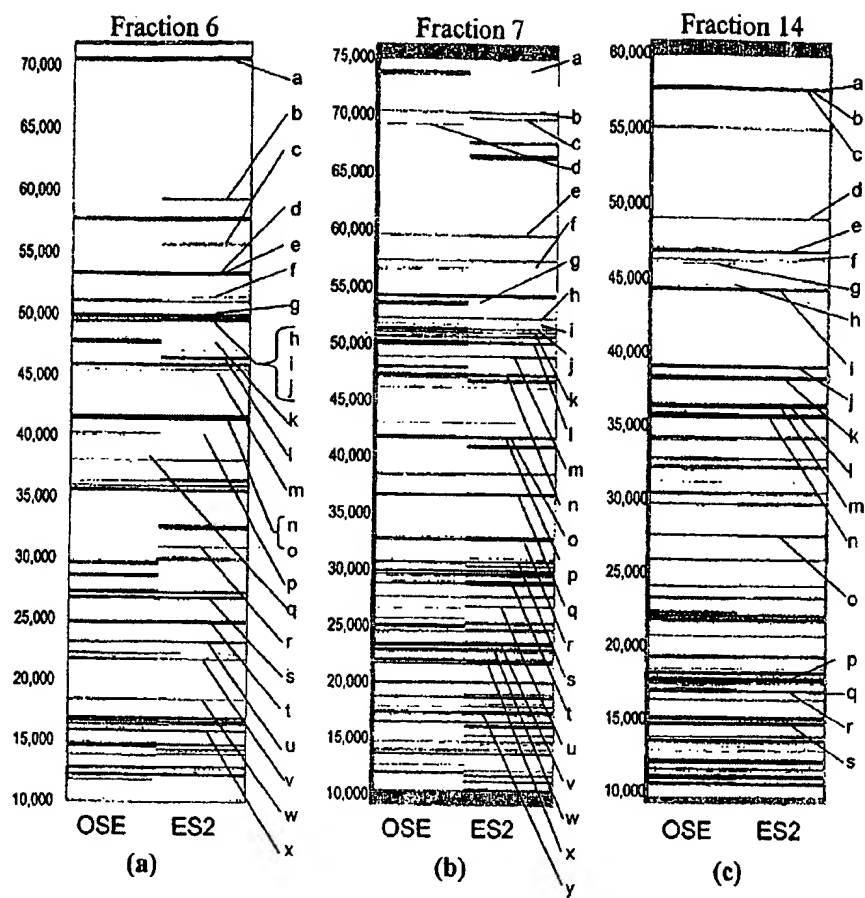 Fraction 6
70,000
65,000
60,000
55,000
50,000
45,000
40,000
35,000
30,000
25,000
20,000
15,000
10,000
a
b
c
d
e
f
g
h
i
j
k
l
m
n
o
p
q
r
s
t
u
v
w
x
OSE ES2
(a)
Fraction 7
75,000
70,000
65,000
60,000
55,000
50,000
45,000
40,000
35,000
30,000
25,000
20,000
15,000
10,000
a
b
c
d
e
f
g
h
i
j
k
l
m
n
o
p
q
r
s
t
u
v
w
x
y
OSE ES2
(b)
Fraction 14
60,000
55,000
50,000
45,000
40,000
35,000
30,000
25,000
20,000
15,000
10,000
a
b
c
d
e
f
g
h
i
j
k
l
m
n
o
p
q
r
s
OSE ES2
(c)